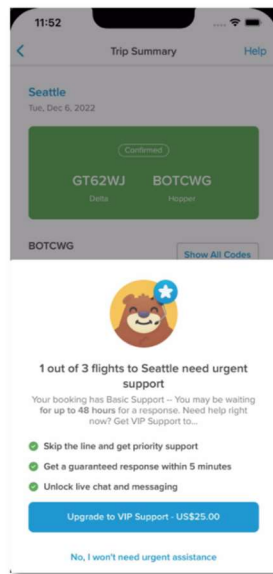 11:52
Trip Summary
Help
Seattle
Tue, Dec 6, 2022
Confirmed
GT62WJ BOTCWG
Delta Hopper
BOTCWG
Show All Codes
1 out of 3 flights to Seattle need urgent
support
Your booking has Basic Support – You may be waiting
for up to 48 hours for a response. Need help right
now? Get VIP Support to...
Skip the line and get priority support
Get a guaranteed response within 5 minutes
Unlock live chat and messaging
Upgrade to VIP Support - US$25.00
No, I won't need urgent assistance